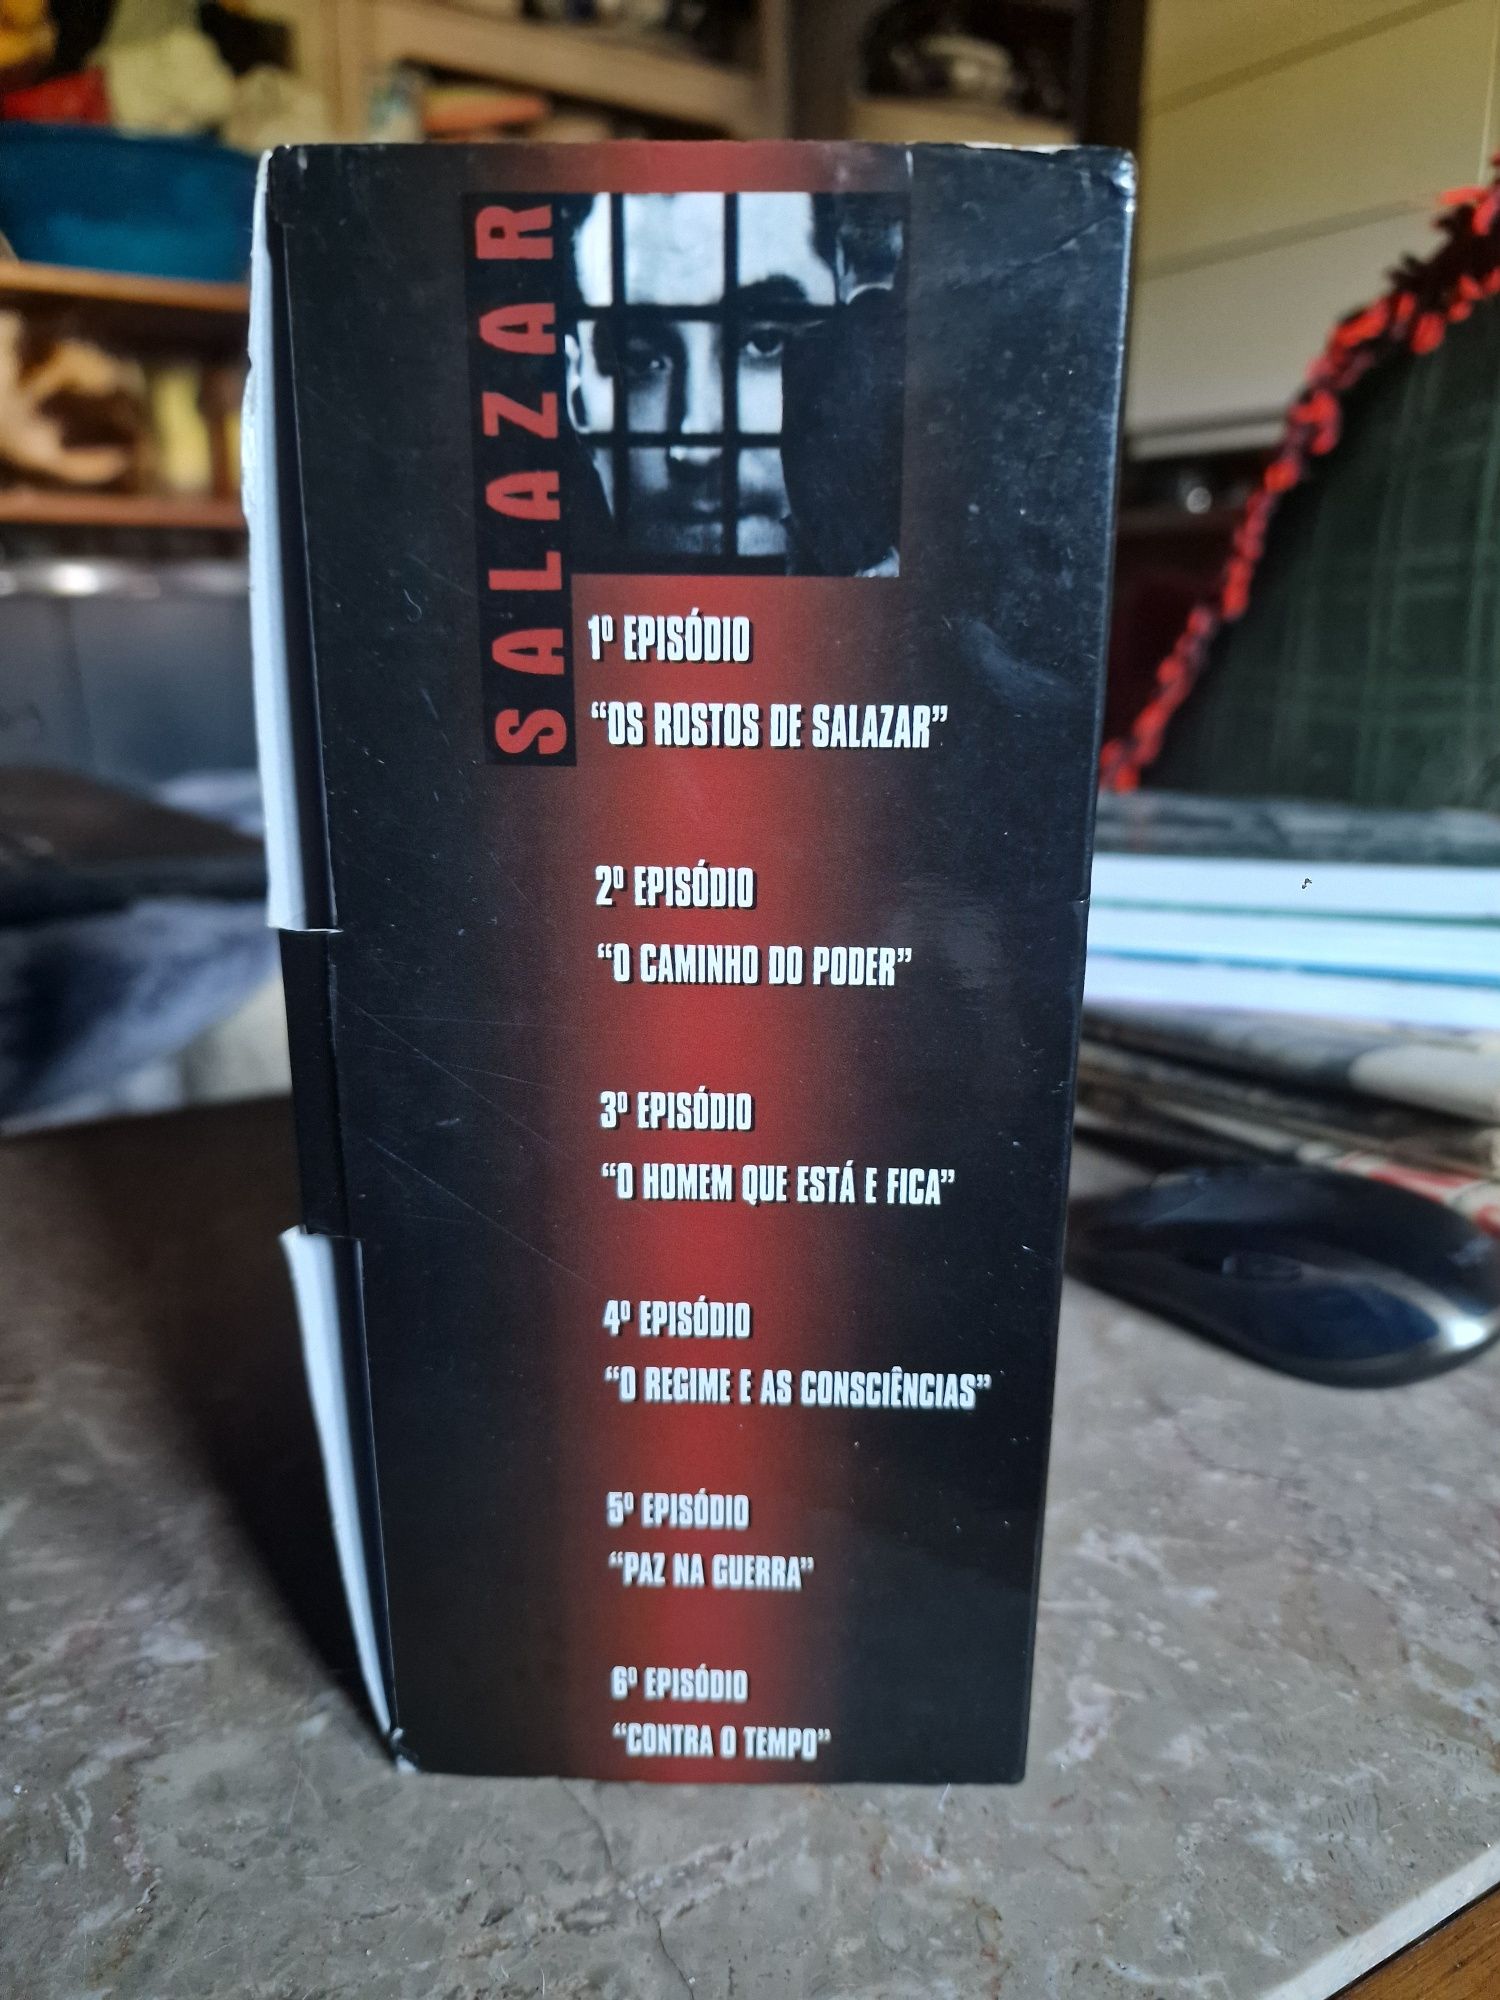 SALAZAR
1º EPISÓDIO
“OS ROSTOS DE SALAZAR”
2º EPISÓDIO
“O CAMINHO DO PODER”
3º EPISÓDIO
“O HOMEM QUE ESTÁ E FICA”
4º EPISÓDIO
“O REGIME E AS CONSCIÊNCIAS”
5º EPISÓDIO
“PAZ NA GUERRA”
6º EPISÓDIO
“CONTRA O TEMPO”